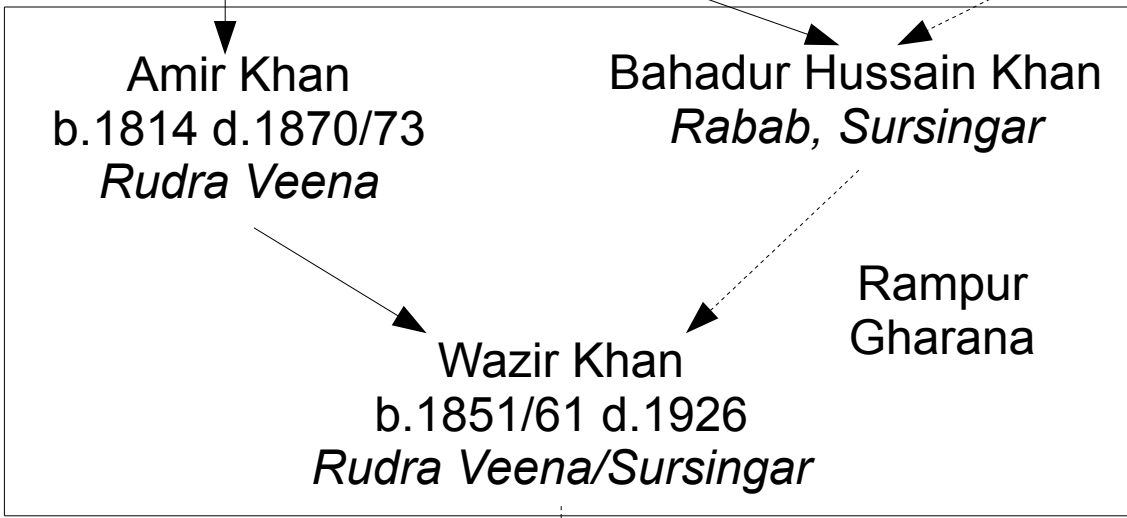 Amir Khan
b.1814 d.1870/73
Rudra Veena
Bahadur Hussain Khan
Rabab, Sursingar
Rampur
Gharana
Wazir Khan
b.1851/61 d.1926
Rudra Veena/Sursingar